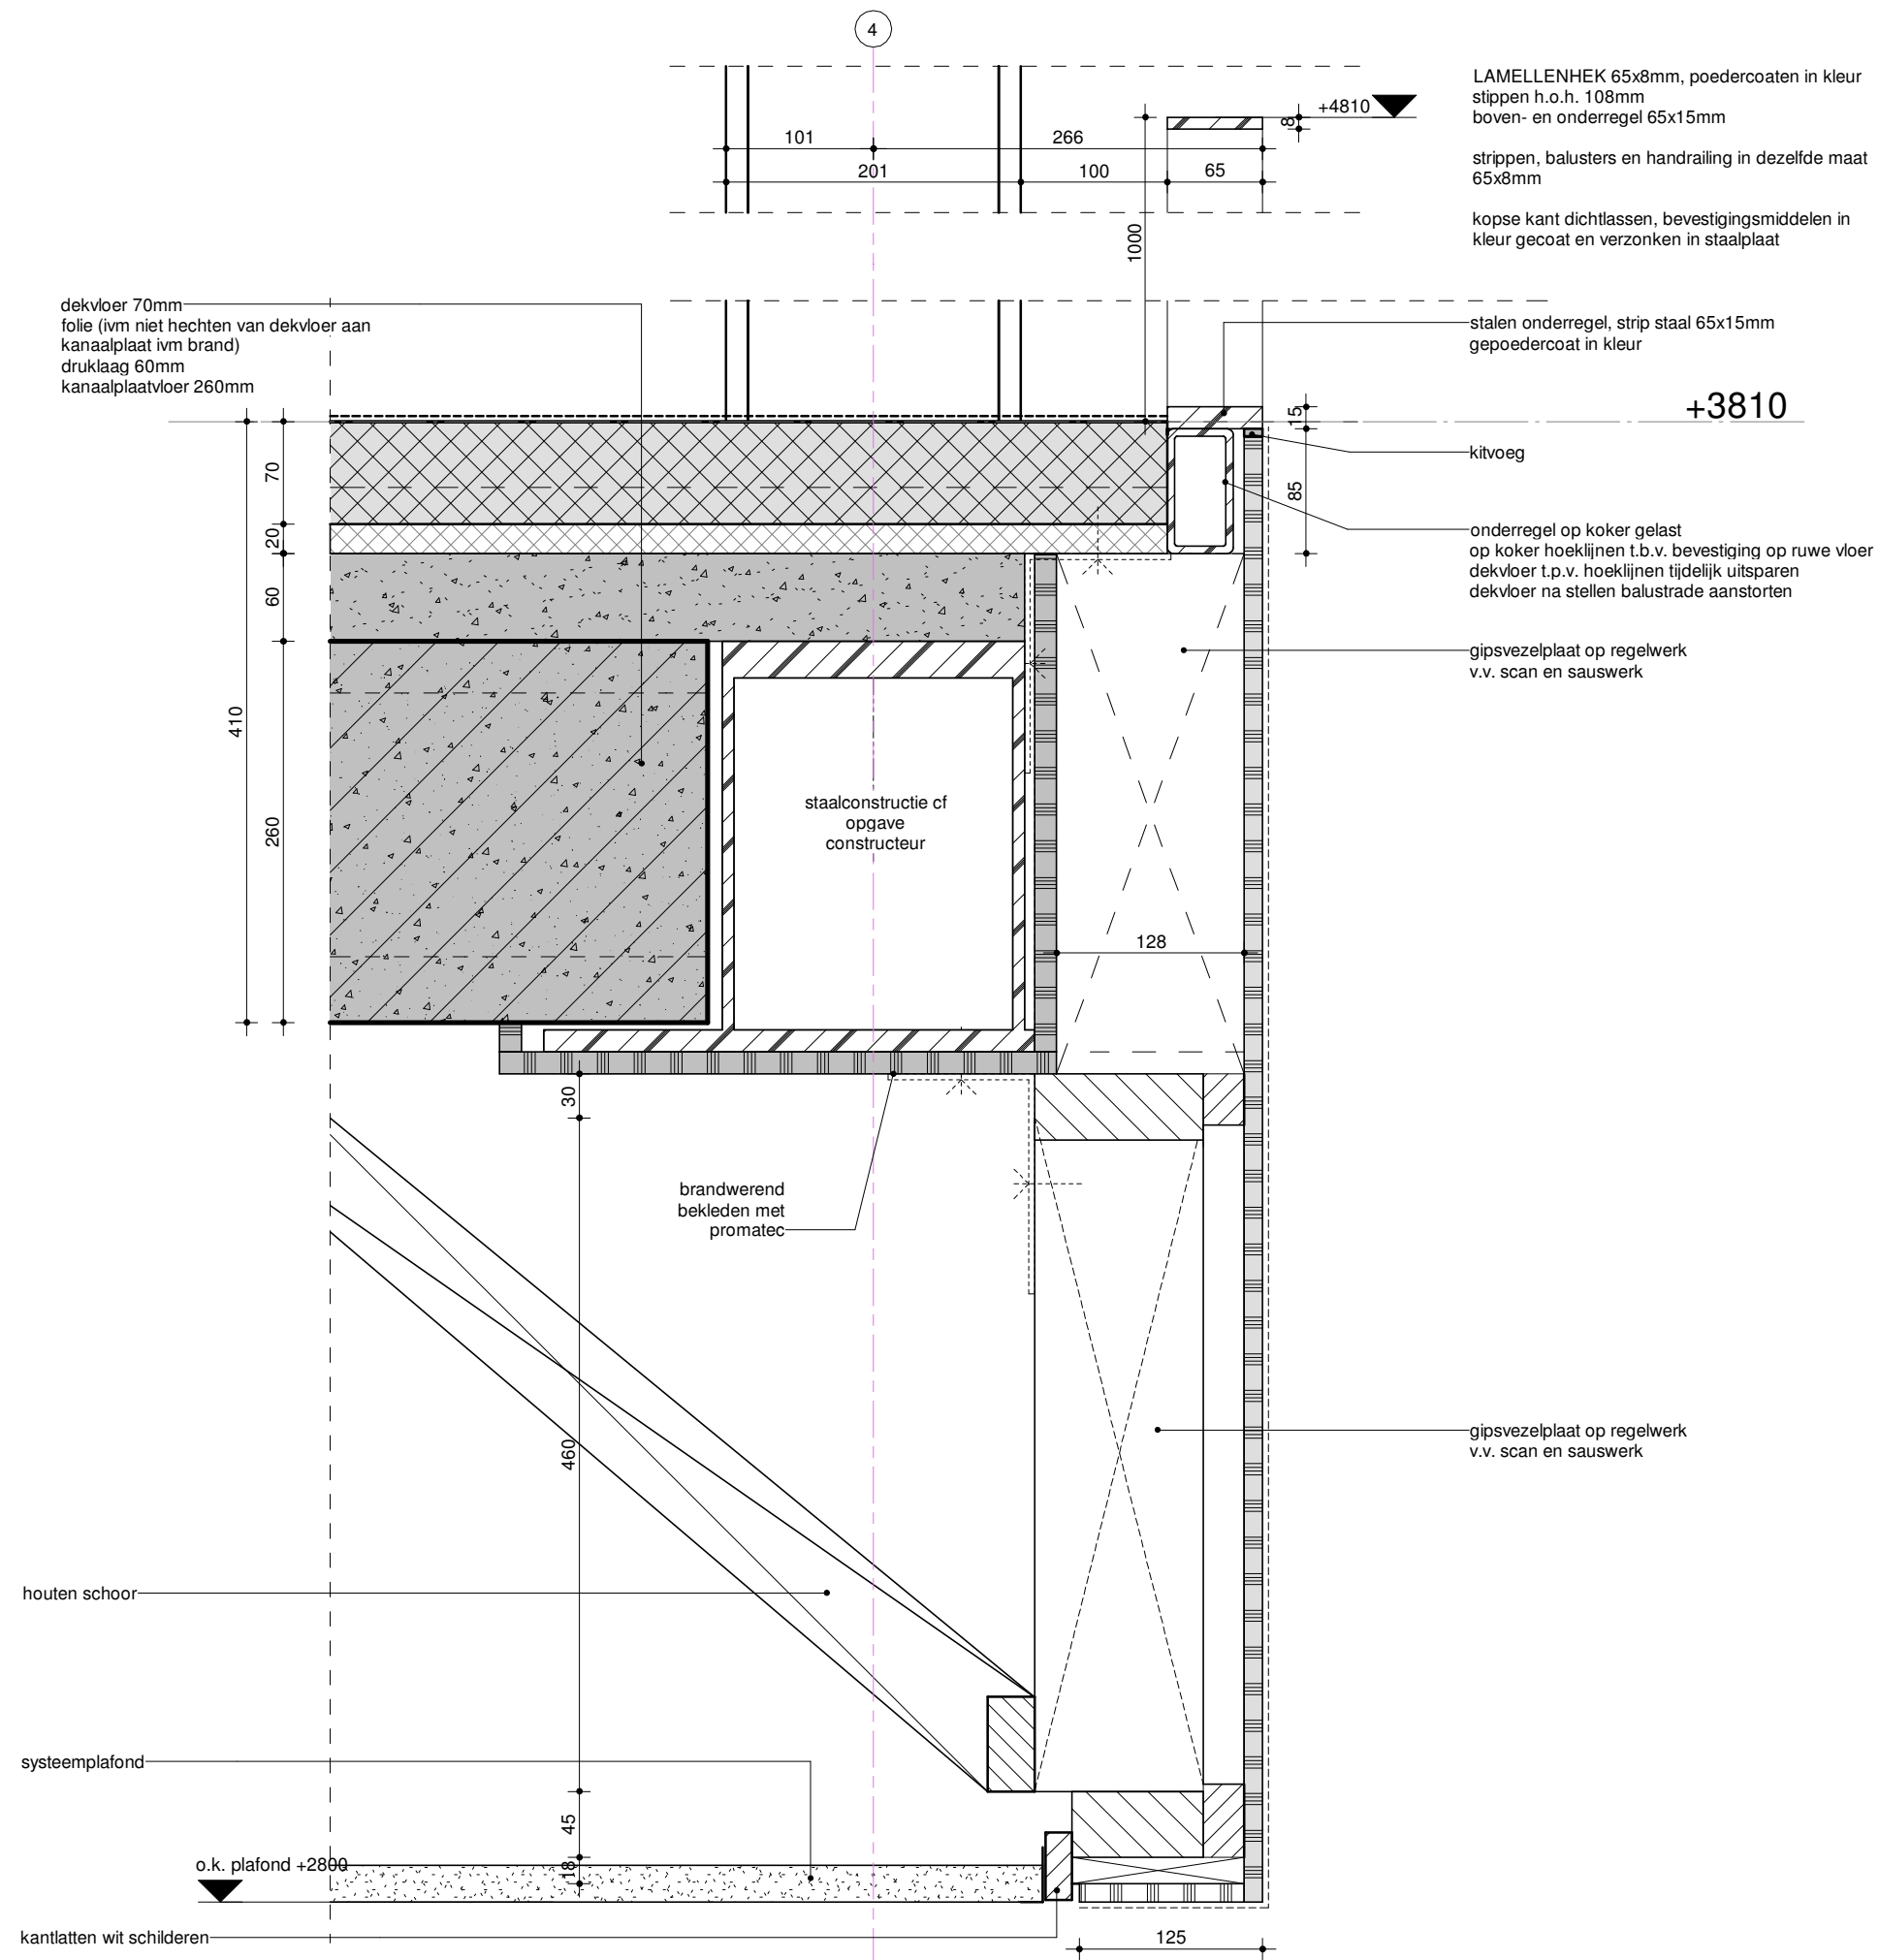 4
LAMELLENHEK 65x8mm, poedercoaten in kleur
stippen h.o.h. 108mm
boven- en onderregel 65x15mm
strippen, balusters en handrailing in dezelfde maat
65x8mm
kopse kant dichtlassen, bevestigingsmiddelen in
kleur gecoat en verzonken in staalplaat
+4810
8
101
266
201
100
65
1000
dekvloer 70mm
folie (ivm niet hechten van dekvloer aan
kanaalplaat ivm brand)
druklaag 60mm
kanaalplaatvloer 260mm
stalen onderregel, strip staal 65x15mm
gepoedercoat in kleur
+3810
15
kitvoeg
85
onderregel op koker gelast
op koker hoeklijnen t.b.v. bevestiging op ruwe vloer
dekvloer t.p.v. hoeklijnen tijdelijk uitsparen
dekvloer na stellen balustrade aanstorten
70
20
60
410
260
gipsvezelplaat op regelwerk
v.v. scan en sauswerk
staalconstructie cf
opgave
constructeur
128
30
brandwerend
bekleden met
promatec
460
gipsvezelplaat op regelwerk
v.v. scan en sauswerk
houten schoor
systeemplafond
45
18
o.k. plafond +2800
kantlatten wit schilderen
125